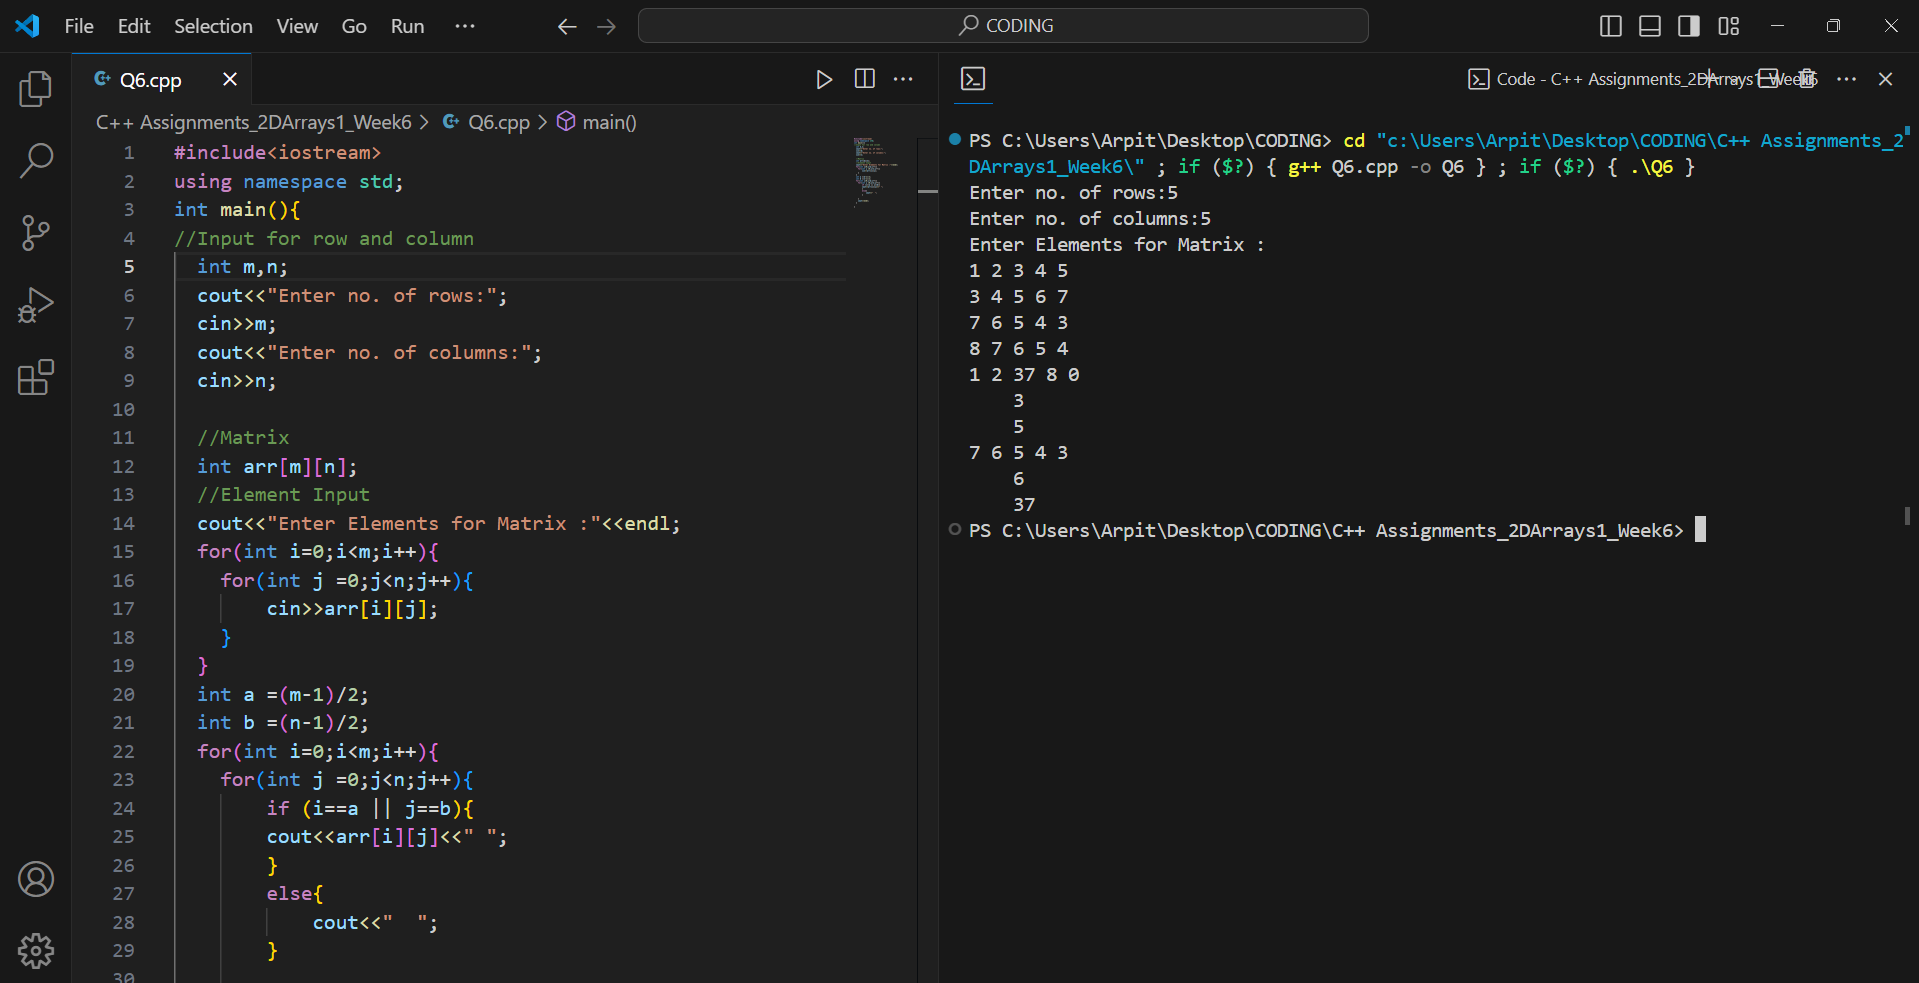 File Edit Selection View Go Run ··· CODING
Q6.cpp
C++ Assignments_2DArrays1_Week6 > Q6.cpp > main()
1 #include<iostream>
2 using namespace std;
3 int main(){
4 //Input for row and column
5 int m,n;
6 cout<<"Enter no. of rows:";
7 cin>>m;
8 cout<<"Enter no. of columns:";
9 cin>>n;
10
11 //Matrix
12 int arr[m][n];
13 //Element Input
14 cout<<"Enter Elements for Matrix :"<<endl;
15 for(int i=0;i<m;i++){
16 for(int j =0;j<n;j++){
17 cin>>arr[i][j];
18 }
19 }
20 int a =(m-1)/2;
21 int b =(n-1)/2;
22 for(int i=0;i<m;i++){
23 for(int j =0;j<n;j++){
24 if (i==a || j==b){
25 cout<<arr[i][j]<<" ";
26 }
27 else{
28 cout<<"  ";
29 }
30
Code - C++ Assignments_2DArrays1_Week6
PS C:\Users\Arpit\Desktop\CODING> cd "c:\Users\Arpit\Desktop\CODING\C++ Assignments_2
DArrays1_Week6\" ; if ($?) { g++ Q6.cpp -o Q6 } ; if ($?) { .\Q6 }
Enter no. of rows:5
Enter no. of columns:5
Enter Elements for Matrix :
1 2 3 4 5
3 4 5 6 7
7 6 5 4 3
8 7 6 5 4
1 2 37 8 0
3
5
7 6 5 4 3
6
37
PS C:\Users\Arpit\Desktop\CODING\C++ Assignments_2DArrays1_Week6>